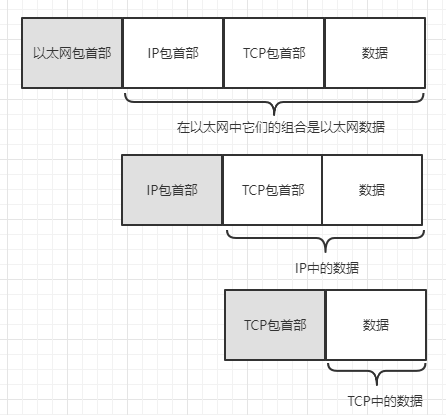 以太网包首部 IP包首部 TCP包首部 数据
在以太网中它们的组合是以太网数据
IP包首部 TCP包首部 数据
IP中的数据
TCP包首部 数据
TCP中的数据